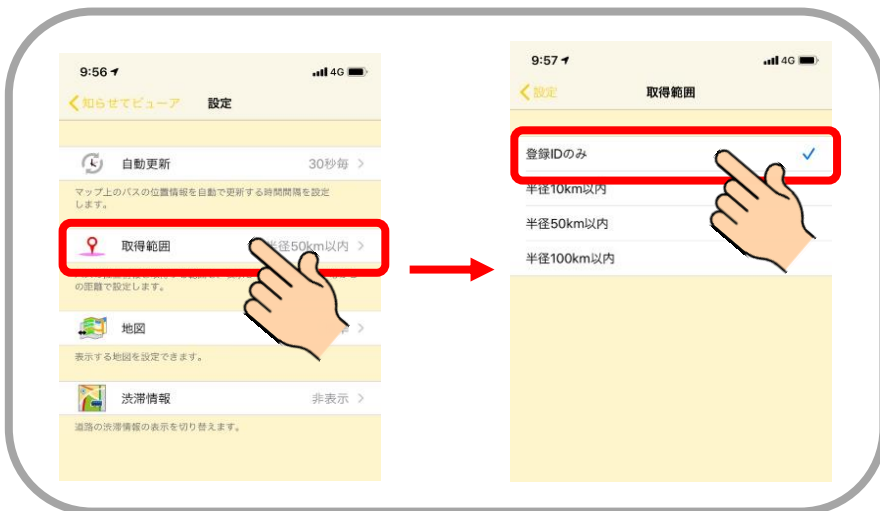 9:56
4G
知らせてビューア
設定
自動更新
30秒毎
マップ上のバスの位置情報を自動で更新する時間間隔を設定
します。
取得範囲
半径50km以内
の距離で設定します。
地図
表示する地図を設定できます。
渋滞情報
非表示
道路の渋滞情報の表示を切り替えます。
9:57
4G
設定
取得範囲
登録IDのみ
半径10km以内
半径50km以内
半径100km以内